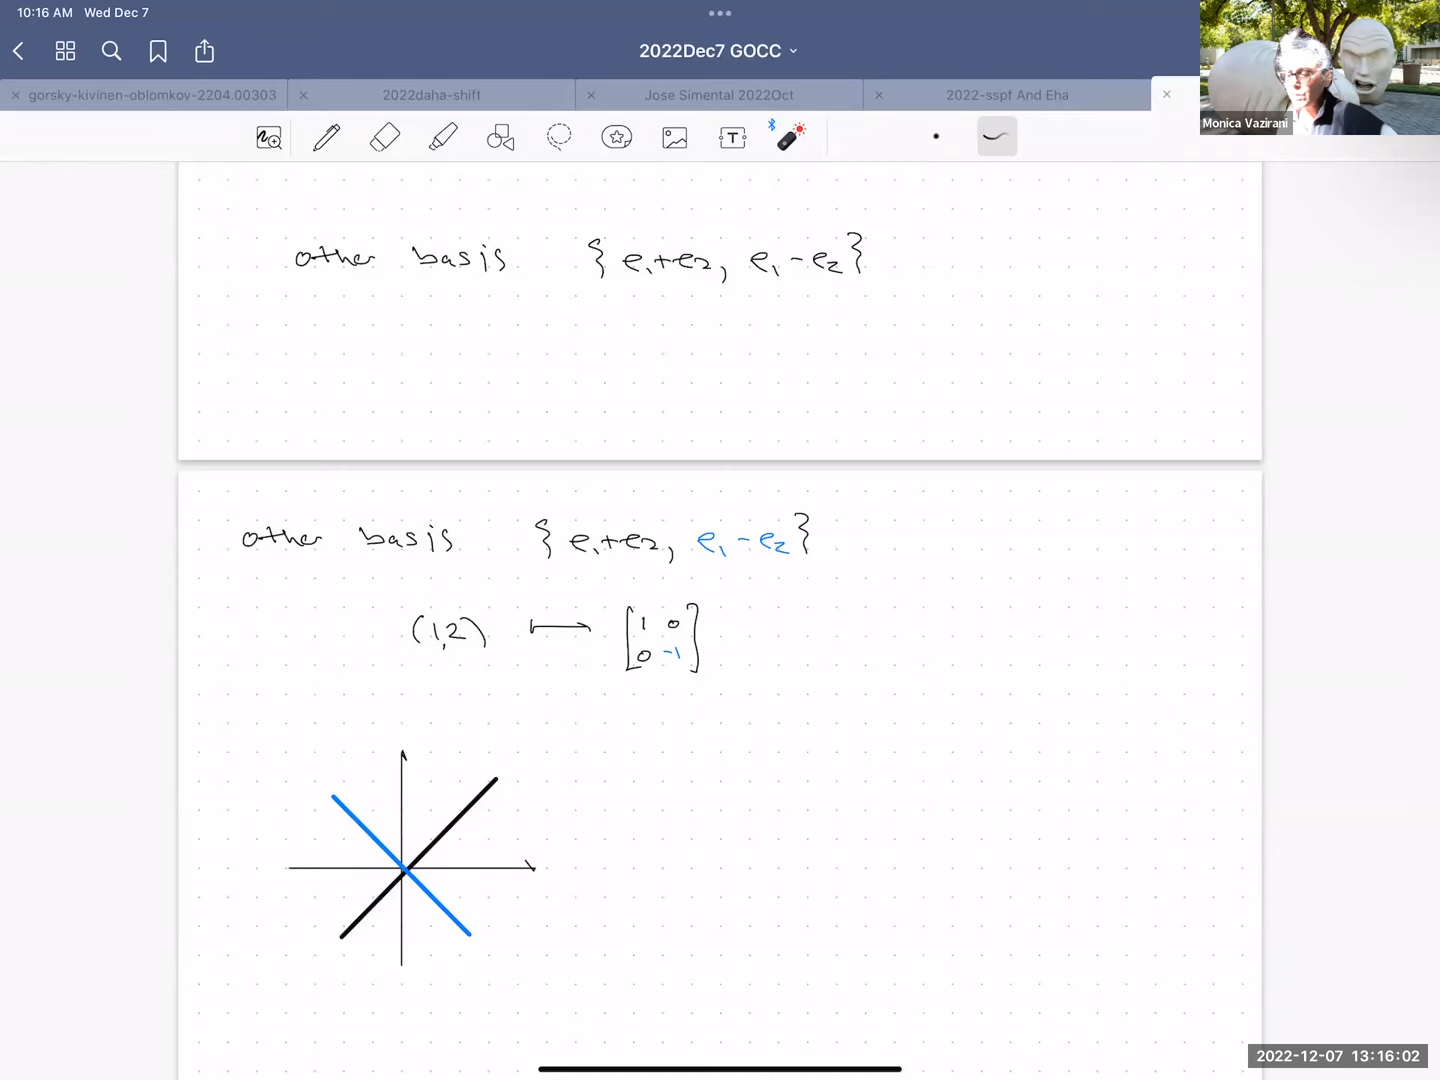 10:16 AM Wed Dec 7
2022Dec7 GOCC
gorsky-kivinen-oblomkov-2204.00303
2022daha-shift
Jose Simental 2022Oct
2022-sspf And Eha
Monica Vazirani
T
other basis { e₁+e₂, e₁-e₂}
other basis { e₁+e₂, e₁-e₂}
(1,2) ⟼ [1 0
0 -1]
2022-12-07 13:16:02